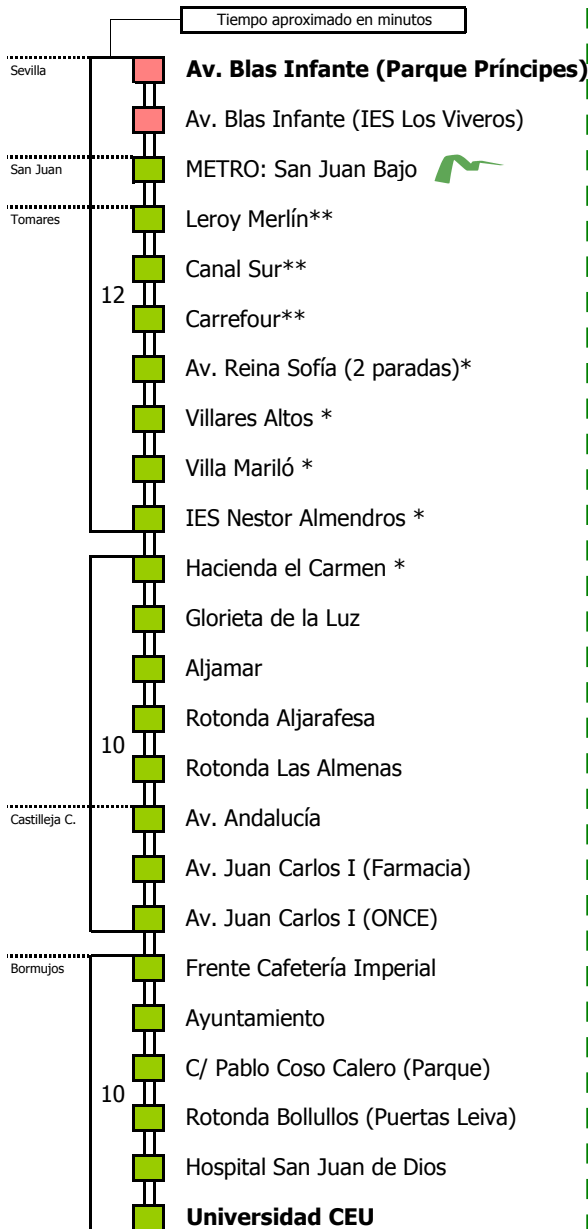 Tiempo aproximado en minutos
Sevilla
Av. Blas Infante (Parque Príncipes)
Av. Blas Infante (IES Los Viveros)
San Juan
METRO: San Juan Bajo
Tomares
Leroy Merlín**
Canal Sur**
12
Carrefour**
Av. Reina Sofía (2 paradas)*
Villares Altos *
Villa Mariló *
IES Nestor Almendros *
Hacienda el Carmen *
Glorieta de la Luz
Aljamar
Rotonda Aljarafesa
10
Rotonda Las Almenas
Castilleja C.
Av. Andalucía
Av. Juan Carlos I (Farmacia)
Av. Juan Carlos I (ONCE)
Bormujos
Frente Cafetería Imperial
Ayuntamiento
C/ Pablo Coso Calero (Parque)
10
Rotonda Bollullos (Puertas Leiva)
Hospital San Juan de Dios
Universidad CEU